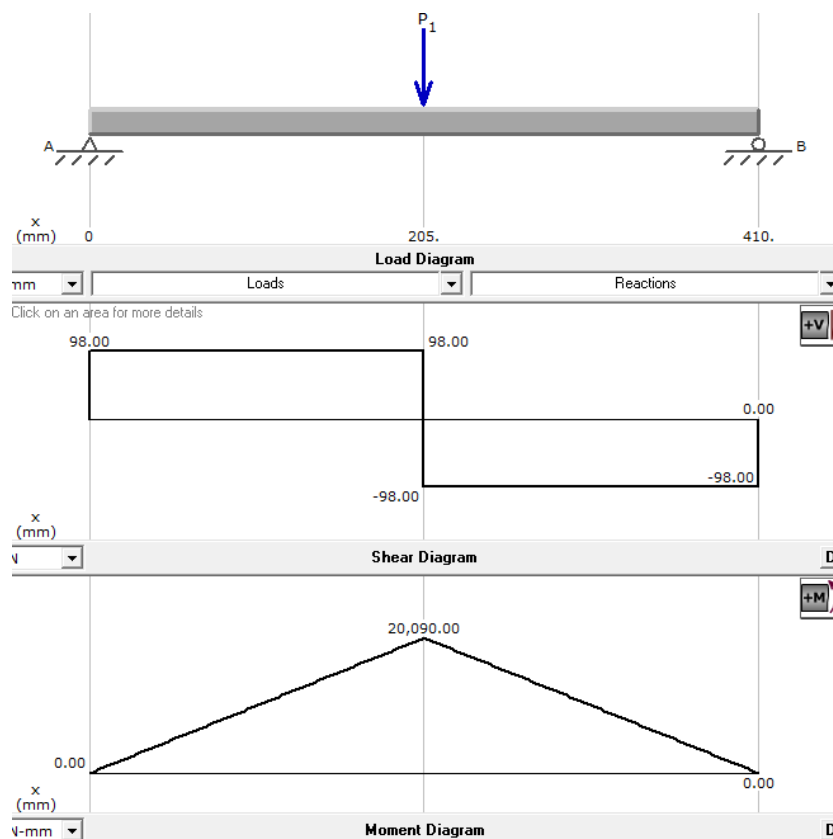 P1
A B
x
(mm) 0 205. 410.
Load Diagram
mm Loads Reactions
Click on an area for more details
+V
98.00 98.00
0.00
-98.00 -98.00
x
(mm)
N Shear Diagram D
+M
20,090.00
0.00 0.00
x
(mm)
N-mm Moment Diagram D